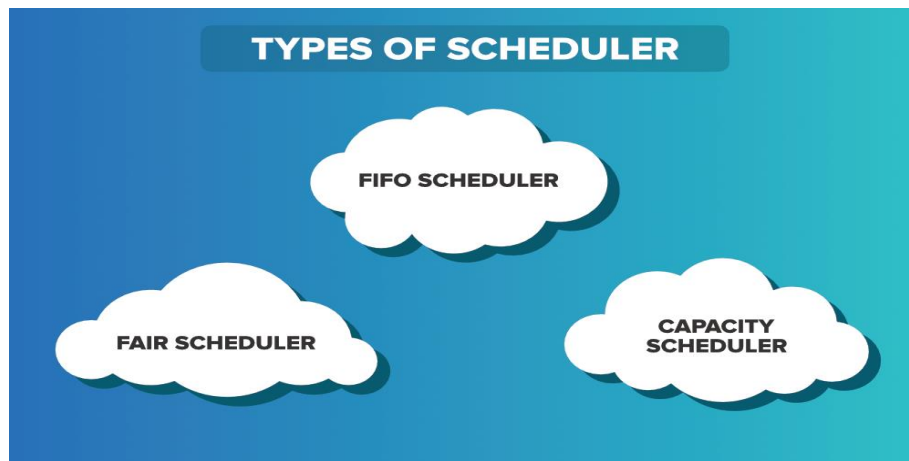 TYPES OF SCHEDULER
FIFO SCHEDULER
FAIR SCHEDULER
CAPACITY
SCHEDULER